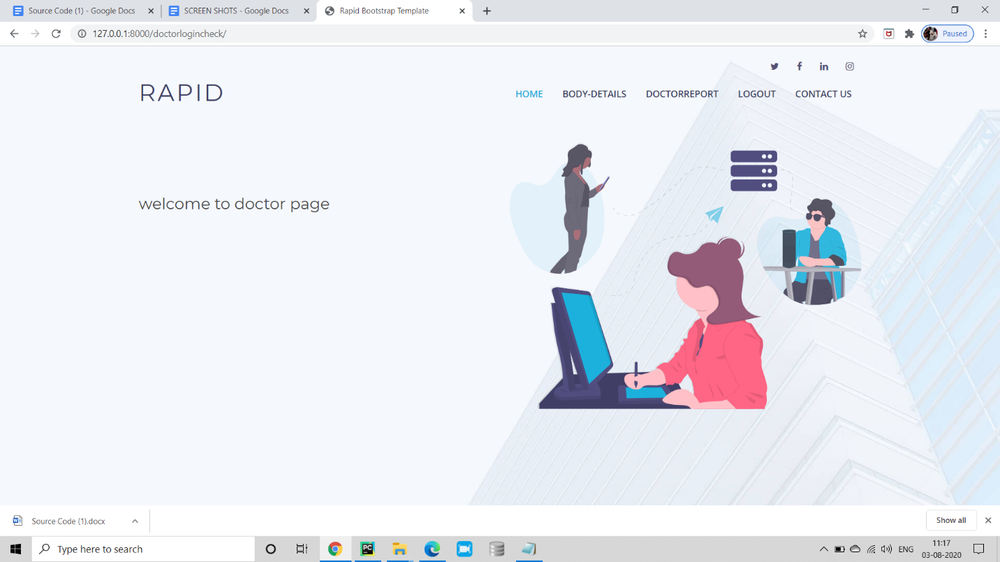 Source Code (1) - Google Docs
SCREEN SHOTS - Google Docs
Rapid Bootstrap Template
127.0.0.1:8000/doctorlogincheck/
Paused
RAPID
HOME BODY-DETAILS DOCTORREPORT LOGOUT CONTACT US
welcome to doctor page
Source Code (1).docx
Show all
Type here to search
PC
ENG
11:17
03-08-2020